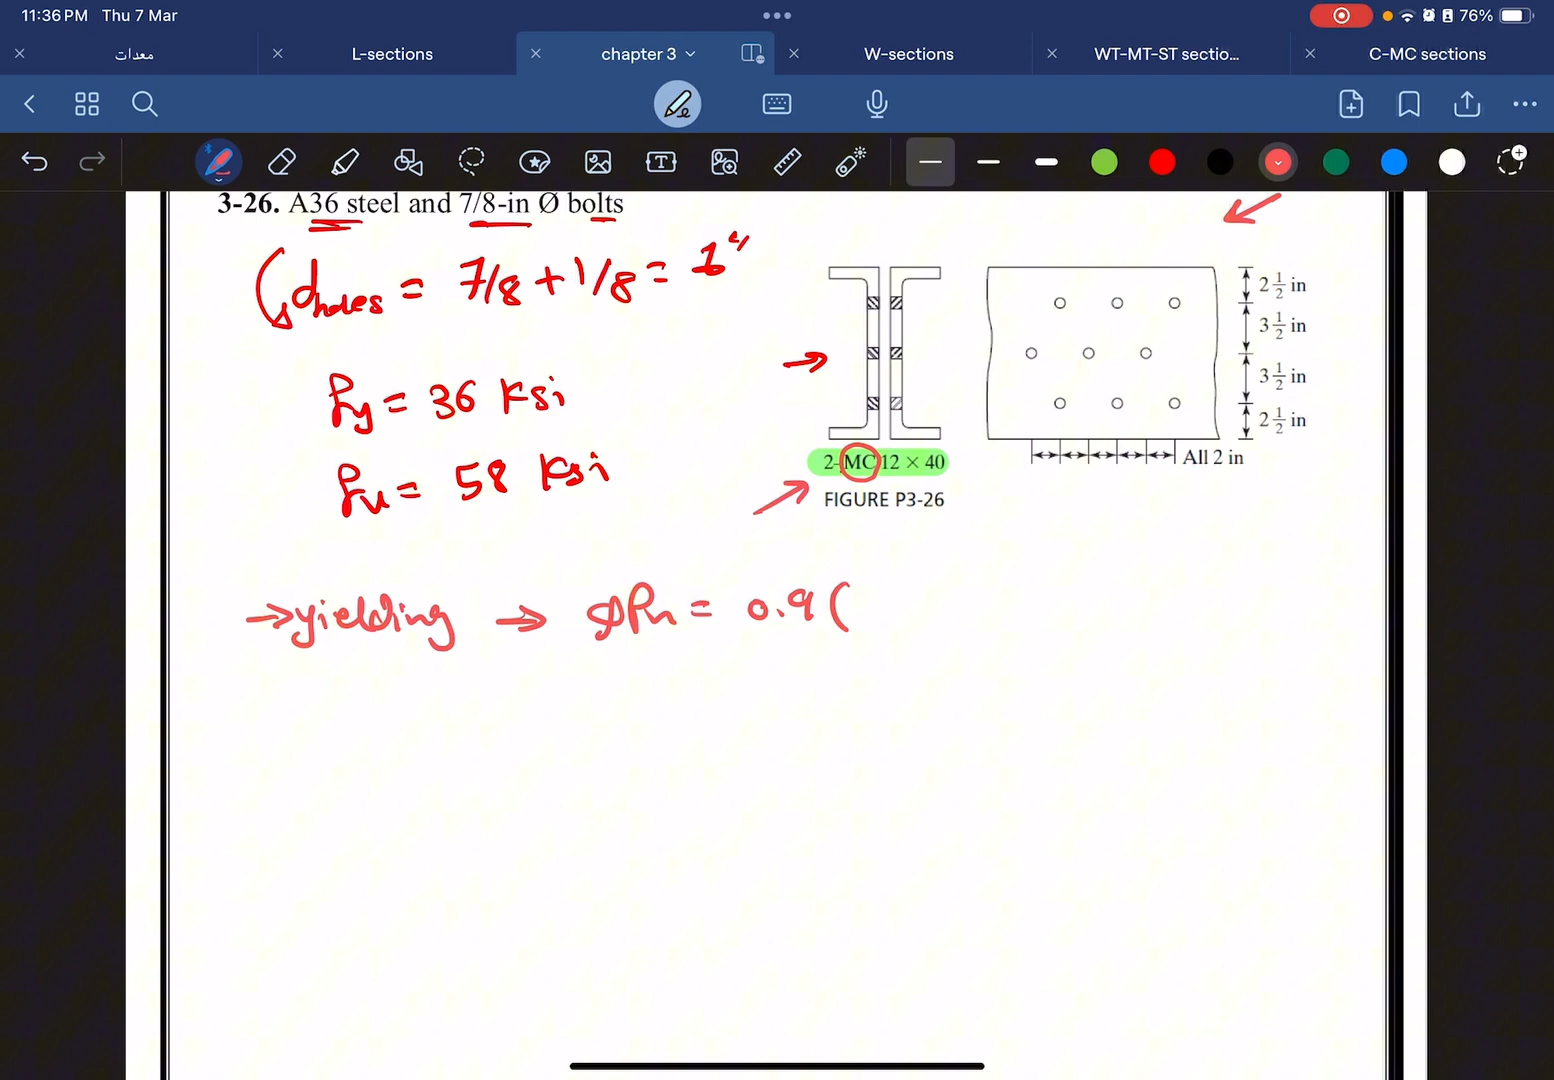 11:36 PM Thu 7 Mar
76%
معدات
L-sections
chapter 3
W-sections
WT-MT-ST sectio...
C-MC sections
3-26. A36 steel and 7/8-in Ø bolts
dholes = 7/8 + 1/8 = 1"
fy = 36 Ksi
fu = 58 Ksi
2-MC 12 × 40
FIGURE P3-26
2 1/2 in
3 1/2 in
3 1/2 in
2 1/2 in
All 2 in
→ yielding → ØPn = 0.9 (